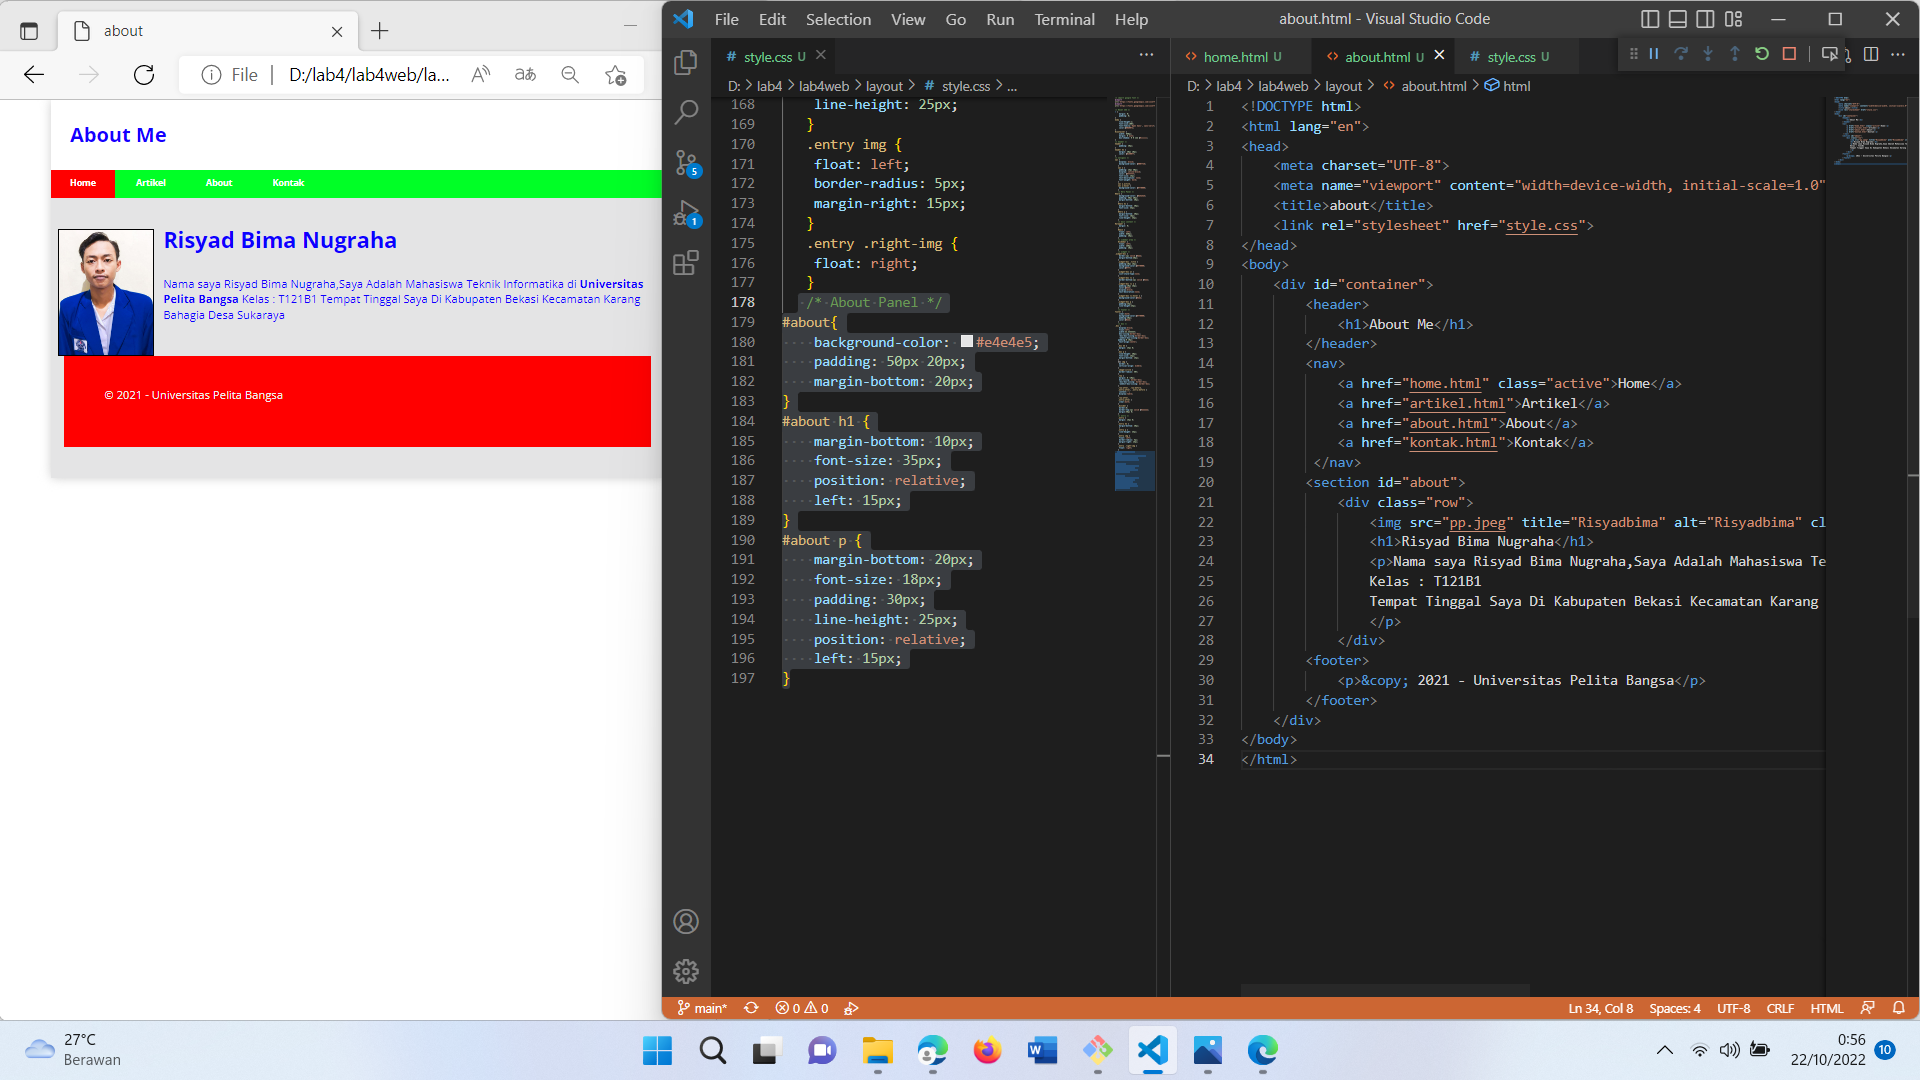 about
File
D:/lab4/lab4web/la...
About Me
Home Artikel About Kontak
Risyad Bima Nugraha
Nama saya Risyad Bima Nugraha,Saya Adalah Mahasiswa Teknik Informatika di Universitas
Pelita Bangsa Kelas : T121B1 Tempat Tinggal Saya Di Kabupaten Bekasi Kecamatan Karang
Bahagia Desa Sukaraya
© 2021 - Universitas Pelita Bangsa
File Edit Selection View Go Run Terminal Help
about.html - Visual Studio Code
5
1
# style.css U
D: > lab4 > lab4web > layout > # style.css > ...
168 line-height: 25px;
169 }
170 .entry img {
171 float: left;
172 border-radius: 5px;
173 margin-right: 15px;
174 }
175 .entry .right-img {
176 float: right;
177 }
178 /* About Panel */
179 #about{
180 background-color: #e4e4e5;
181 padding: 50px 20px;
182 margin-bottom: 20px;
183 }
184 #about h1 {
185 margin-bottom: 10px;
186 font-size: 35px;
187 position: relative;
188 left: 15px;
189 }
190 #about p {
191 margin-bottom: 20px;
192 font-size: 18px;
193 padding: 30px;
194 line-height: 25px;
195 position: relative;
196 left: 15px;
197 }
home.html U about.html U # style.css U
D: > lab4 > lab4web > layout > about.html > html
1 <!DOCTYPE html>
2 <html lang="en">
3 <head>
4 <meta charset="UTF-8">
5 <meta name="viewport" content="width=device-width, initial-scale=1.0"
6 <title>about</title>
7 <link rel="stylesheet" href="style.css">
8 </head>
9 <body>
10 <div id="container">
11 <header>
12 <h1>About Me</h1>
13 </header>
14 <nav>
15 <a href="home.html" class="active">Home</a>
16 <a href="artikel.html">Artikel</a>
17 <a href="about.html">About</a>
18 <a href="kontak.html">Kontak</a>
19 </nav>
20 <section id="about">
21 <div class="row">
22 <img src="pp.jpeg" title="Risyadbima" alt="Risyadbima" cl
23 <h1>Risyad Bima Nugraha</h1>
24 <p>Nama saya Risyad Bima Nugraha,Saya Adalah Mahasiswa Te
25 Kelas : T121B1
26 Tempat Tinggal Saya Di Kabupaten Bekasi Kecamatan Karang
27 </p>
28 </div>
29 <footer>
30 <p>&copy; 2021 - Universitas Pelita Bangsa</p>
31 </footer>
32 </div>
33 </body>
34 </html>
main* 0 0 Ln 34, Col 8 Spaces: 4 UTF-8 CRLF HTML
27°C
Berawan
0:56
22/10/2022
10